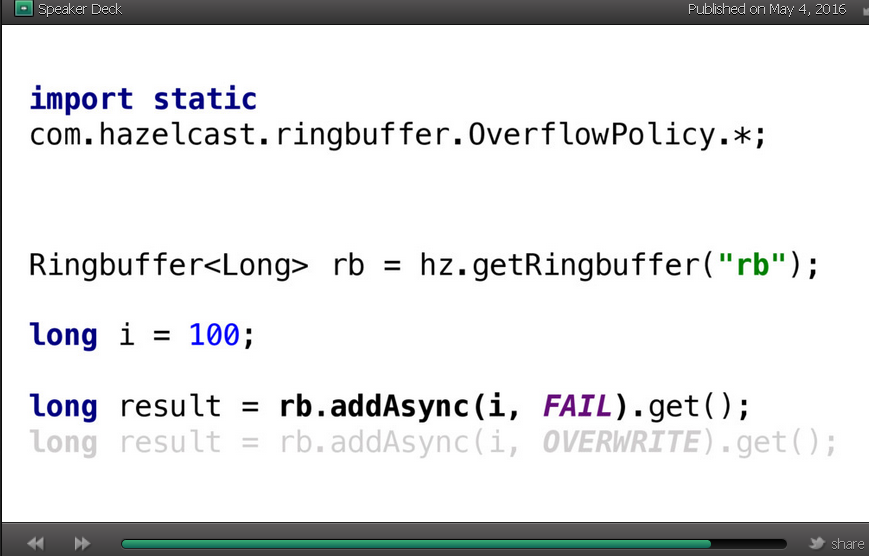 Speaker Deck
Published on May 4, 2016
import static
com.hazelcast.ringbuffer.OverflowPolicy.*;
Ringbuffer<Long> rb = hz.getRingbuffer("rb");
long i = 100;
long result = rb.addAsync(i, FAIL).get();
long result = rb.addAsync(i, OVERWRITE).get();
share